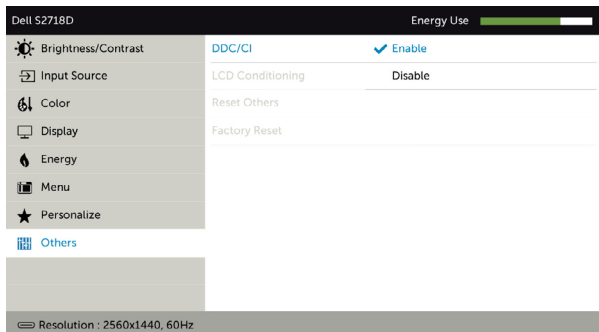 Dell S2718D
Energy Use
Brightness/Contrast
Input Source
Color
Display
Energy
Menu
Personalize
Others
DDC/CI
LCD Conditioning
Reset Others
Factory Reset
Enable
Disable
Resolution : 2560x1440, 60Hz